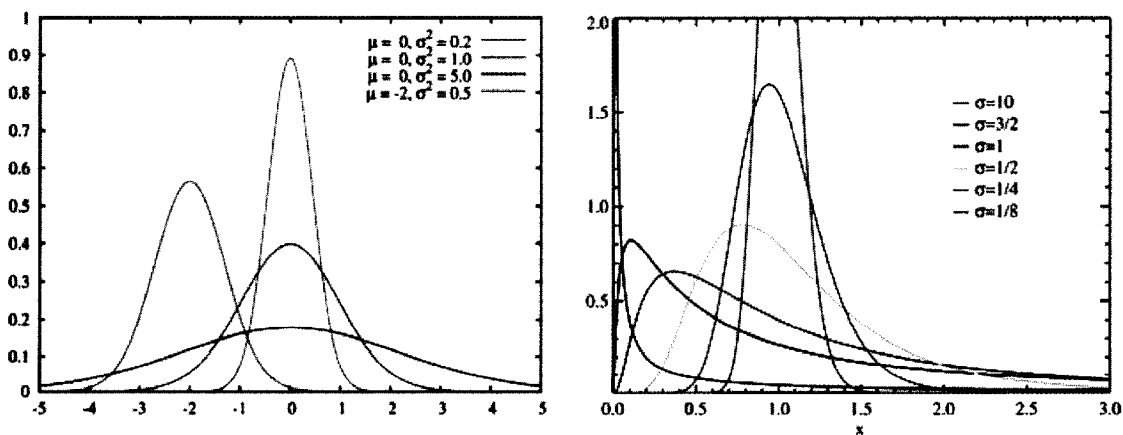 1
0.9
0.8
0.7
0.6
0.5
0.4
0.3
0.2
0.1
0
-5 -4 -3 -2 -1 0 1 2 3 4 5
μ = 0, σ² = 0.2
μ = 0, σ² = 1.0
μ = 0, σ² = 5.0
μ = -2, σ² = 0.5
2.0
1.5
1.0
0.5
0.0 0.5 1.0 1.5 2.0 2.5 3.0
x
σ=10
σ=3/2
σ=1
σ=1/2
σ=1/4
σ=1/8